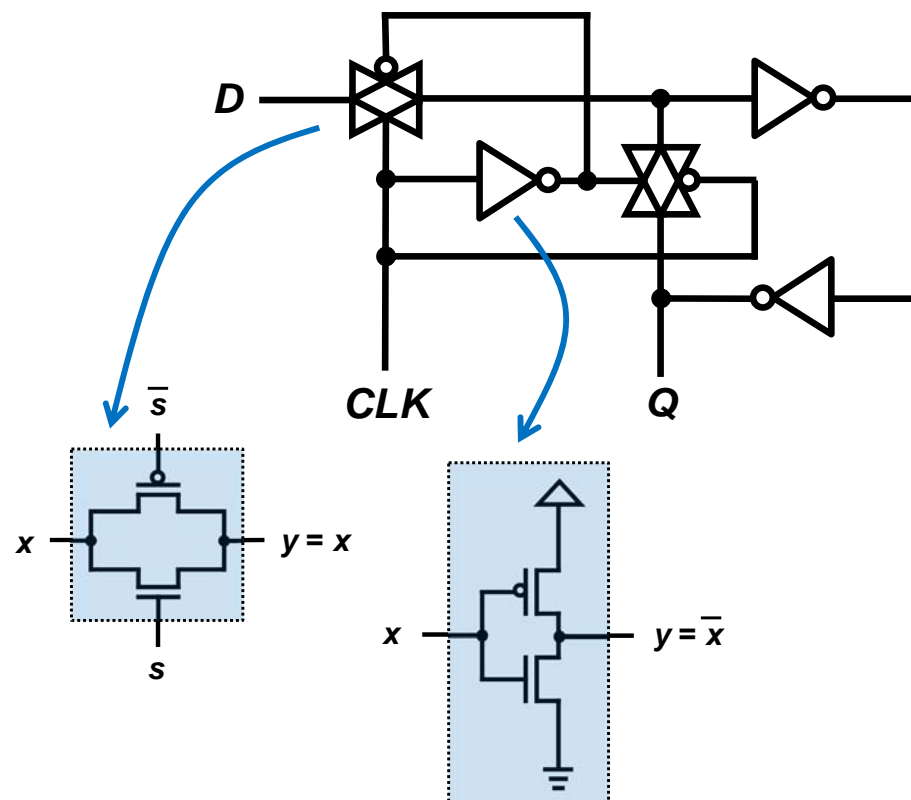 D
CLK
Q
s̅
x
y = x
s
x
y = x̅